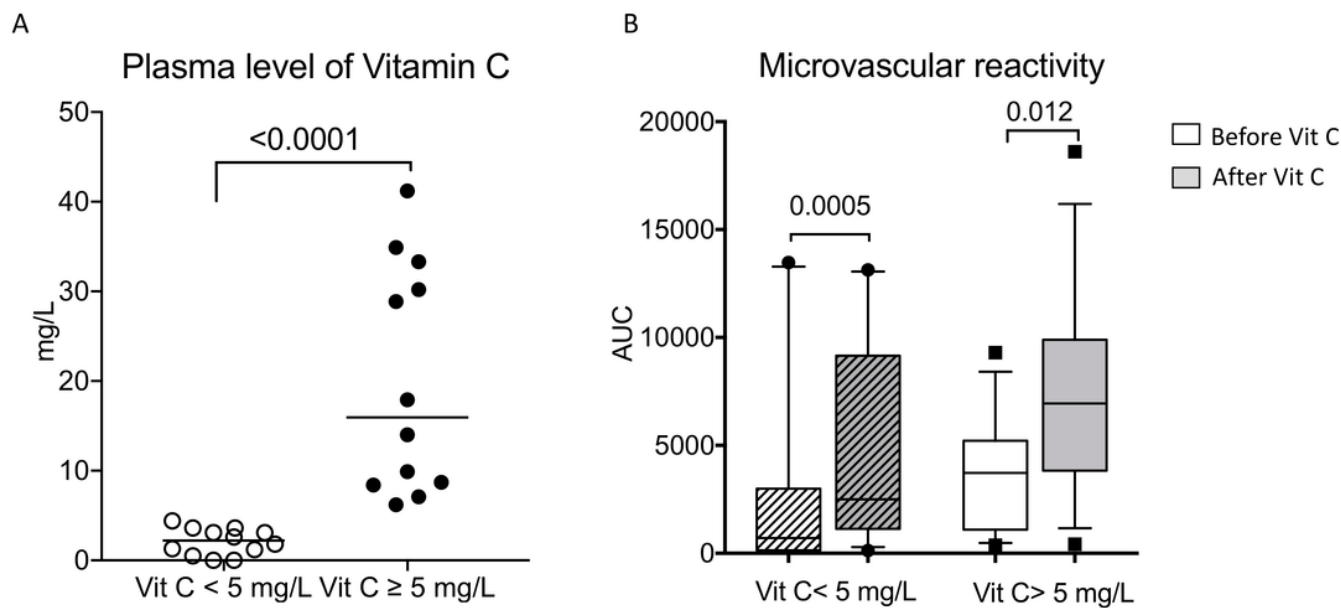 A
Plasma level of Vitamin C
50
40
30
20
10
0
mg/L
<0.0001
Vit C < 5 mg/L
Vit C ≥ 5 mg/L
B
Microvascular reactivity
20000
15000
10000
5000
0
AUC
0.0005
0.012
Vit C< 5 mg/L
Vit C> 5 mg/L
Before Vit C
After Vit C